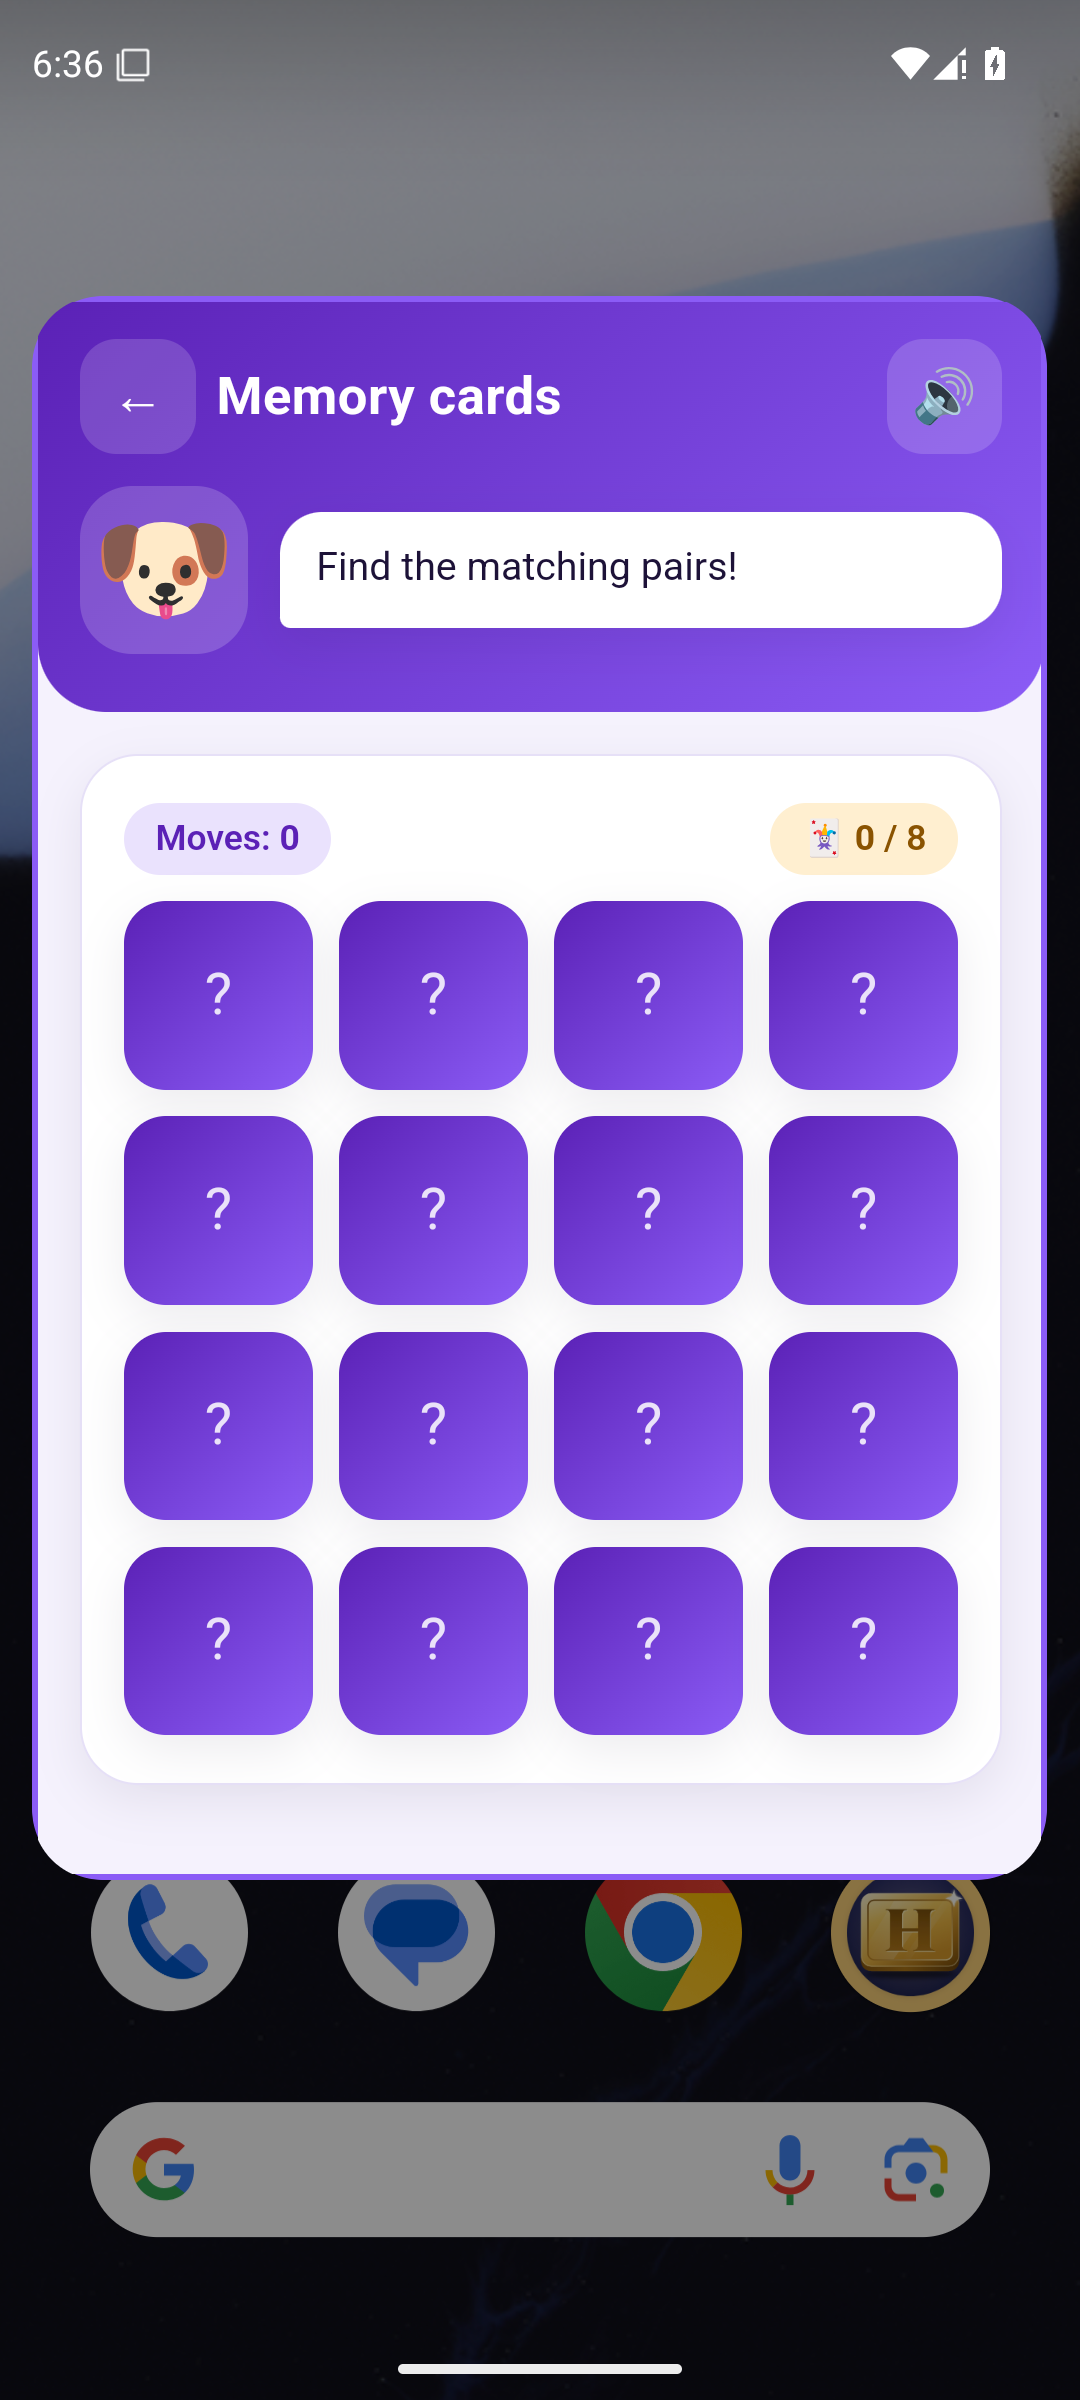 6:36
← Memory cards
Find the matching pairs!
Moves: 0
0 / 8
? ? ? ?
? ? ? ?
? ? ? ?
? ? ? ?
H
G